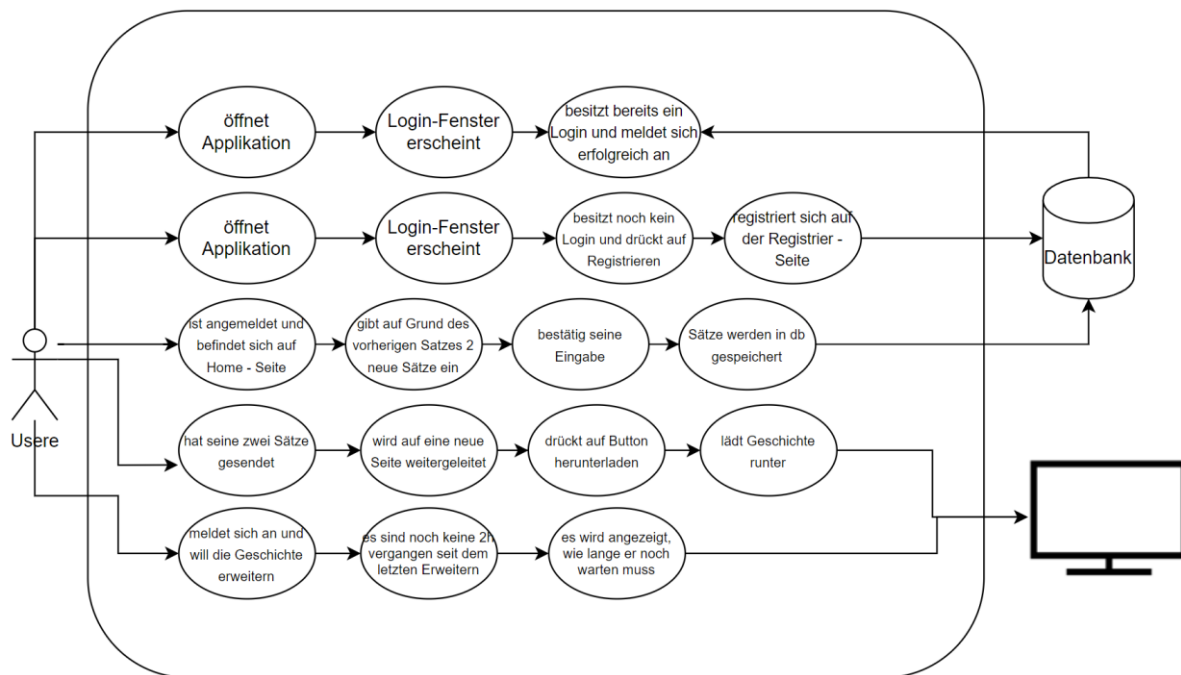 öffnet
Applikation
Login-Fenster
erscheint
besitzt bereits ein
Login und meldet sich
erfolgreich an
öffnet
Applikation
Login-Fenster
erscheint
besitzt noch kein
Login und drückt auf
Registrieren
registriert sich auf
der Registrier -
Seite
Datenbank
ist angemeldet und
befindet sich auf
Home - Seite
gibt auf Grund des
vorherigen Satzes 2
neue Sätze ein
bestätig seine
Eingabe
Sätze werden in db
gespeichert
Usere
hat seine zwei Sätze
gesendet
wird auf eine neue
Seite weitergeleitet
drückt auf Button
herunterladen
lädt Geschichte
runter
meldet sich an und
will die Geschichte
erweitern
es sind noch keine 2h
vergangen seit dem
letzten Erweitern
es wird angezeigt,
wie lange er noch
warten muss